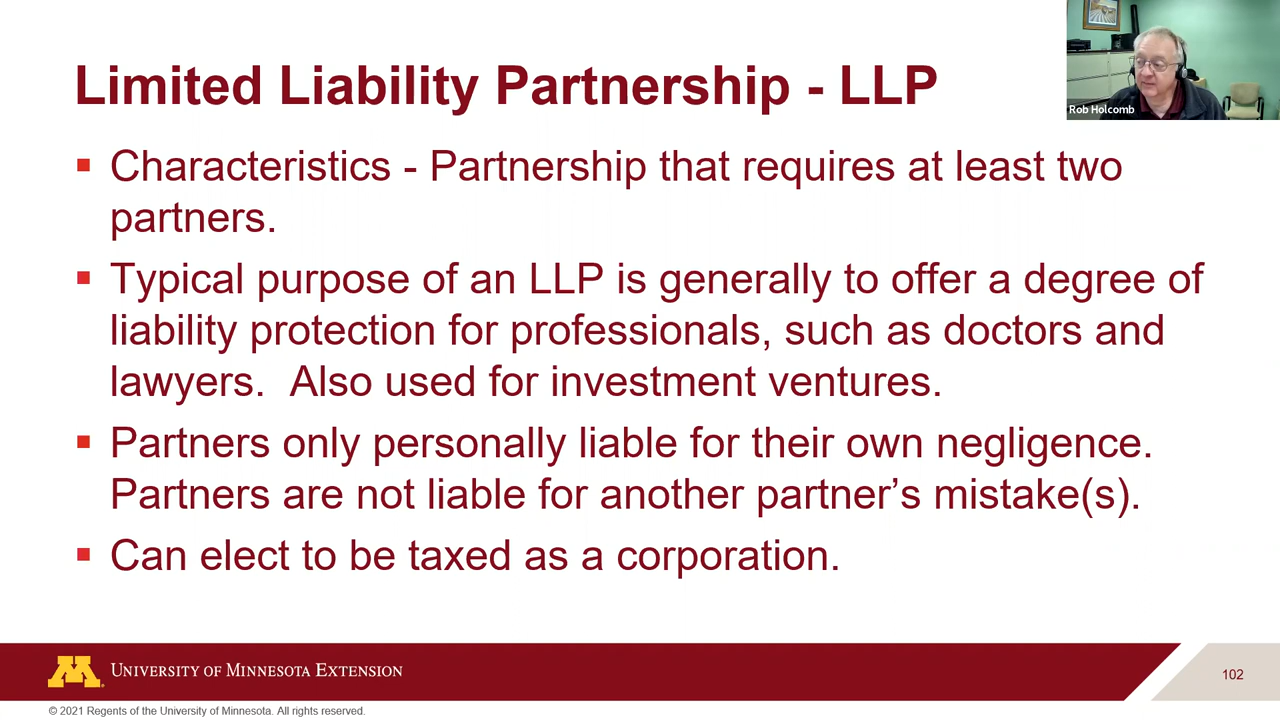 Limited Liability Partnership - LLP
Rob Holcomb
▪ Characteristics - Partnership that requires at least two
partners.
▪ Typical purpose of an LLP is generally to offer a degree of
liability protection for professionals, such as doctors and
lawyers.  Also used for investment ventures.
▪ Partners only personally liable for their own negligence.
Partners are not liable for another partner’s mistake(s).
▪ Can elect to be taxed as a corporation.
M
UNIVERSITY OF MINNESOTA EXTENSION
102
© 2021 Regents of the University of Minnesota. All rights reserved.